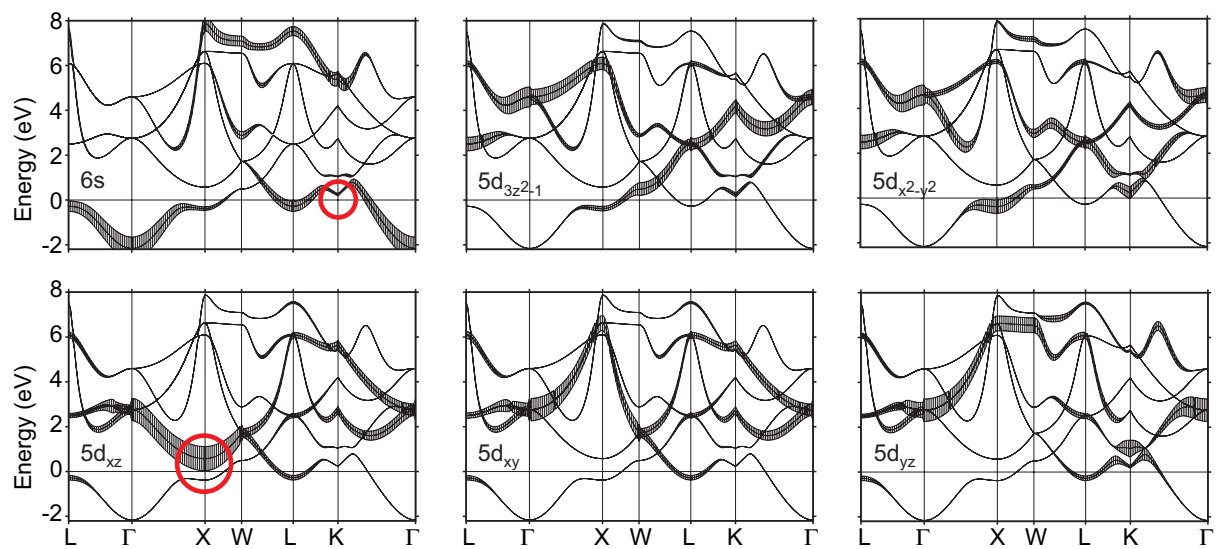 8
6
4
2
0
-2
Energy (eV)
6s
5d3z²-1
5dx²-y²
8
6
4
2
0
-2
Energy (eV)
5dxz
5dxy
5dyz
L Γ X W L K Γ
L Γ X W L K Γ
L Γ X W L K Γ